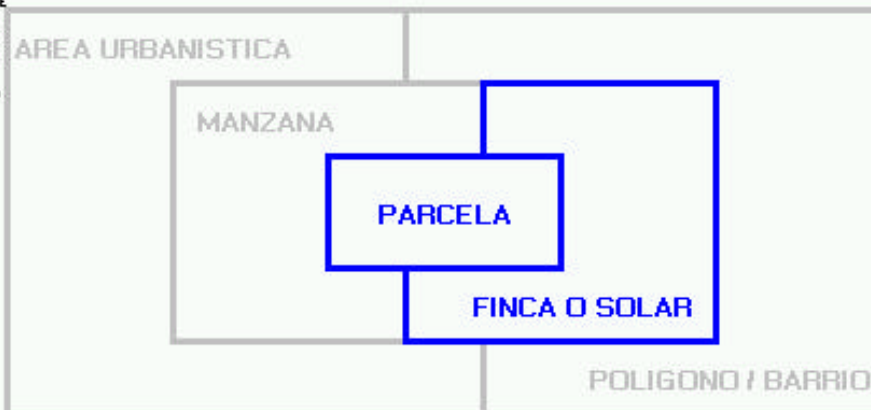 AREA URBANISTICA
MANZANA
PARCELA
FINCA O SOLAR
POLIGONO / BARRIO